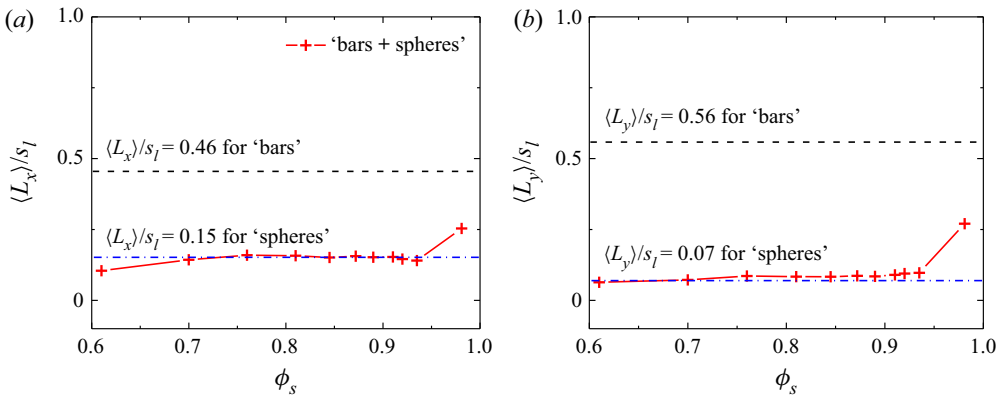 (a)
1.0
0.5
0
⟨Lx⟩/sl
'bars + spheres'
⟨Lx⟩/sl = 0.46 for 'bars'
⟨Lx⟩/sl = 0.15 for 'spheres'
0.6 0.7 0.8 0.9 1.0
ϕs
(b)
1.0
0.5
0
⟨Ly⟩/sl
⟨Ly⟩/sl = 0.56 for 'bars'
⟨Ly⟩/sl = 0.07 for 'spheres'
0.6 0.7 0.8 0.9 1.0
ϕs